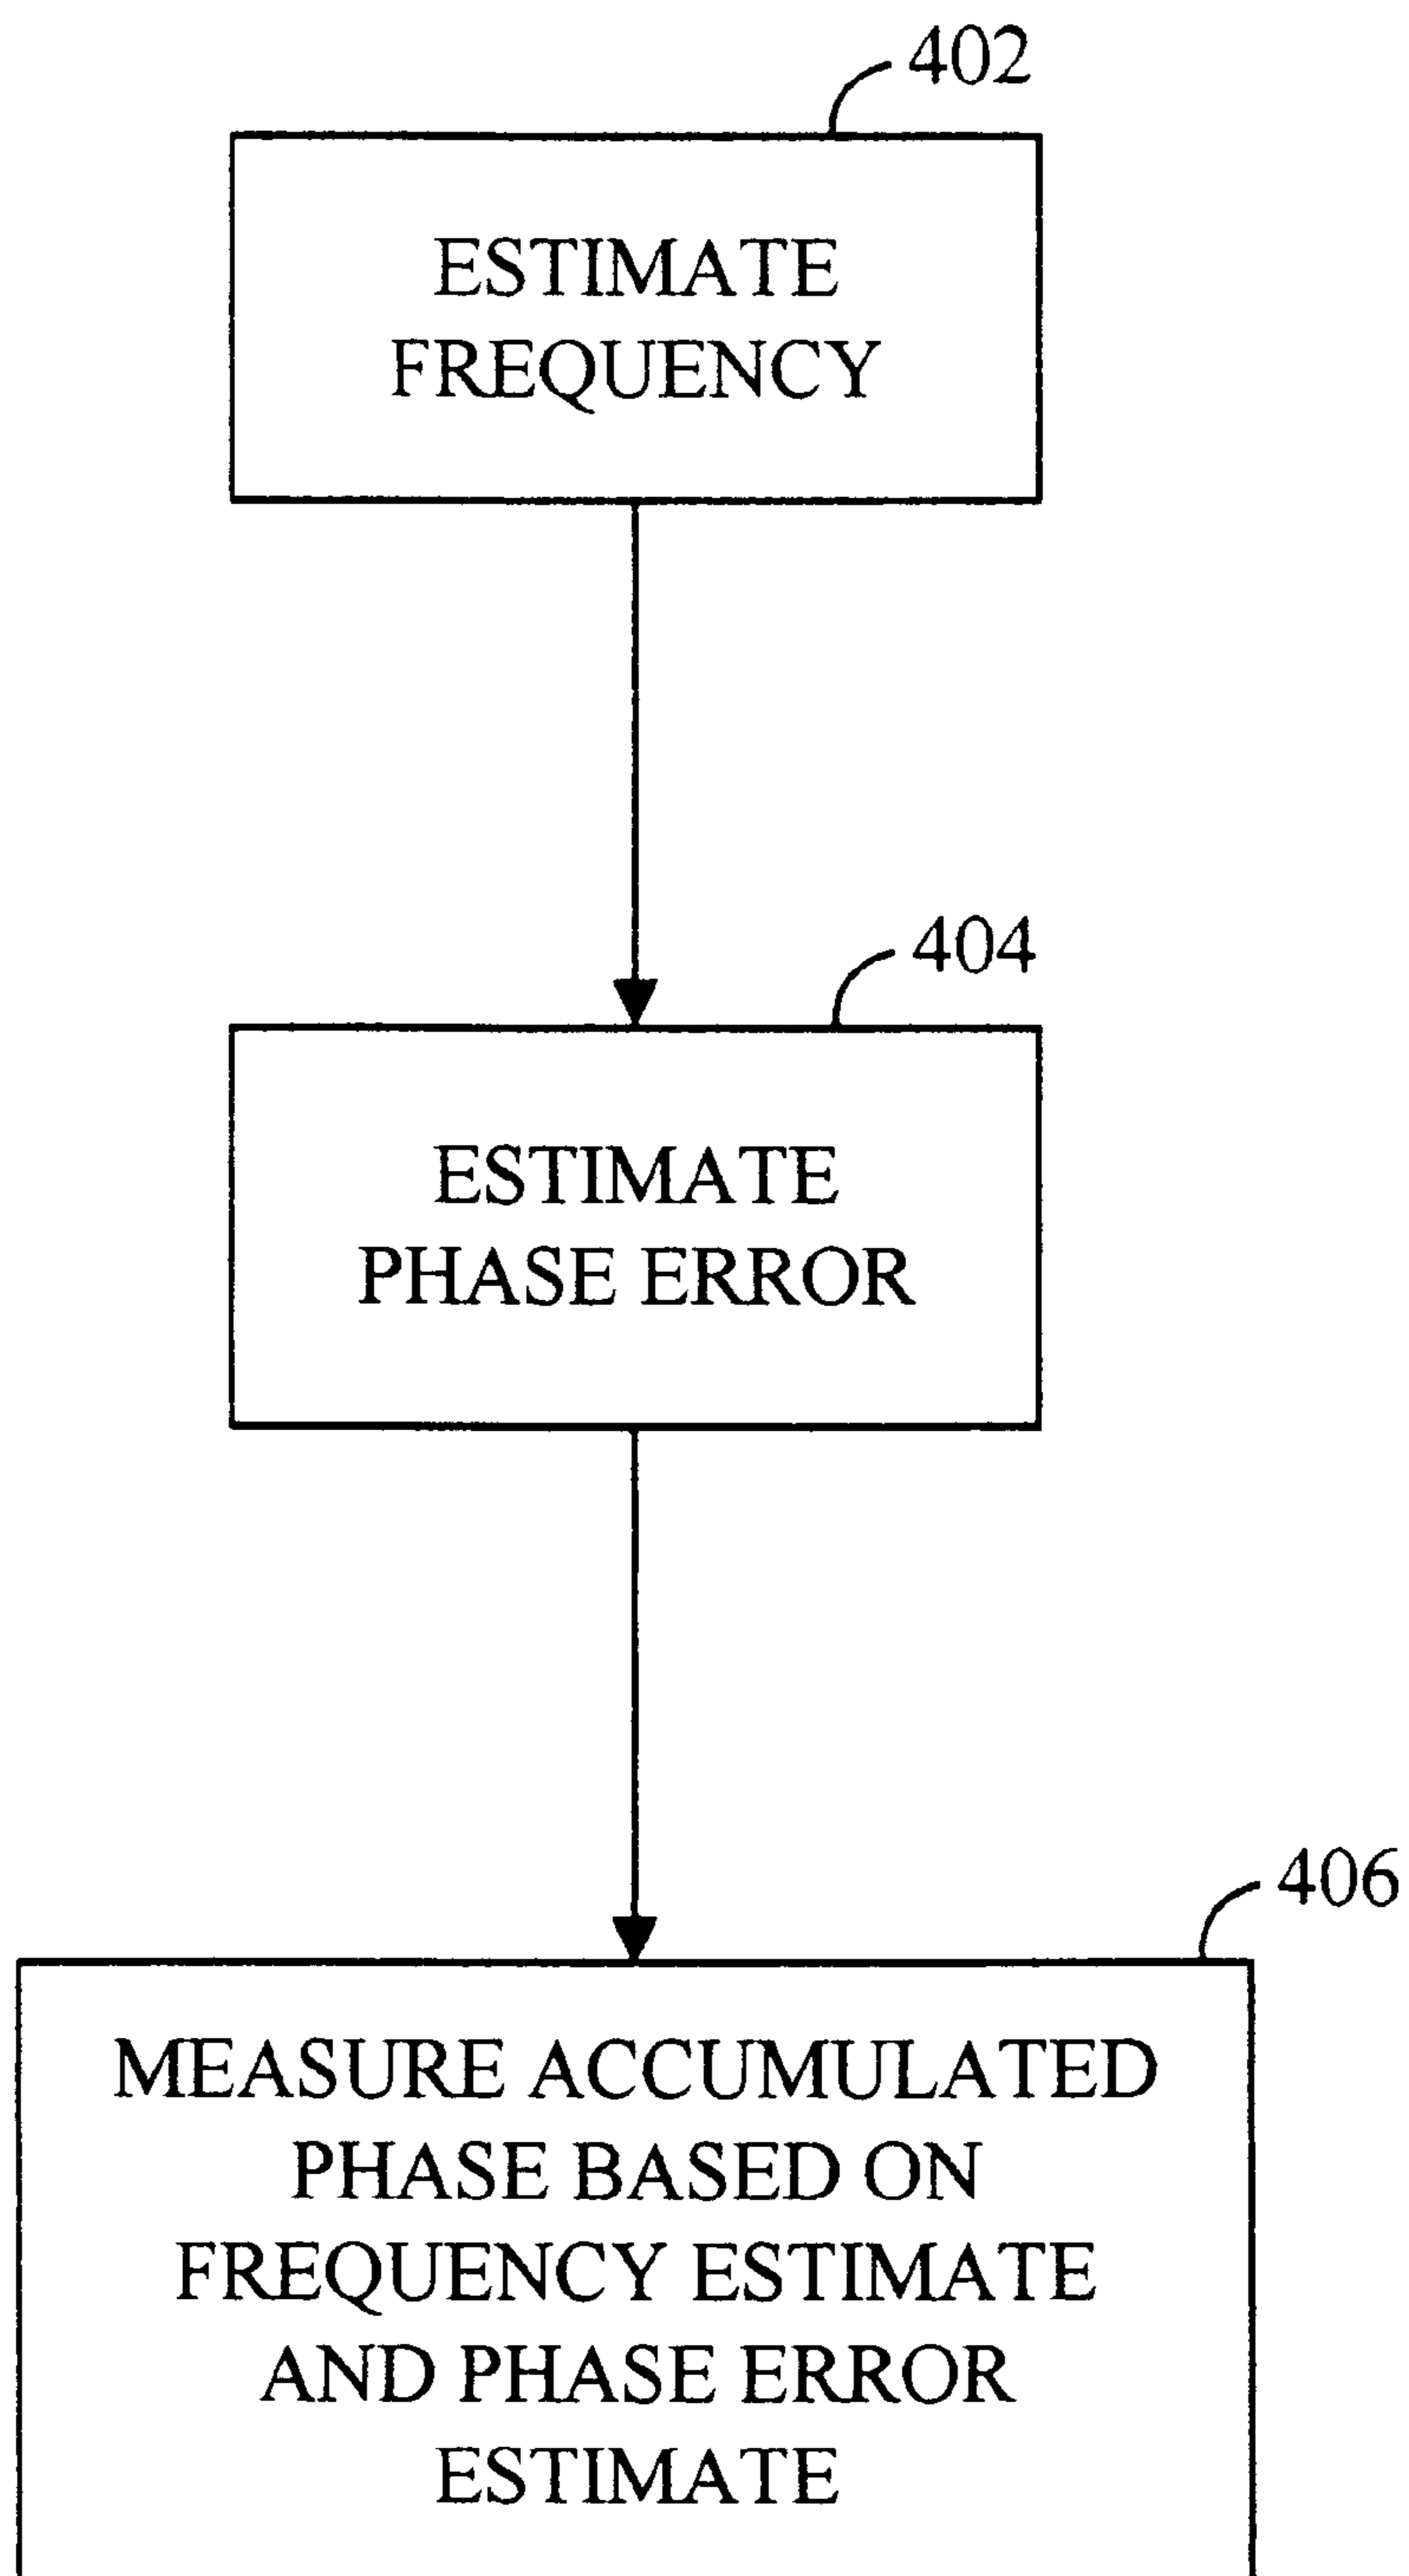 402
ESTIMATE
FREQUENCY
404
ESTIMATE
PHASE ERROR
406
MEASURE ACCUMULATED
PHASE BASED ON
FREQUENCY ESTIMATE
AND PHASE ERROR
ESTIMATE